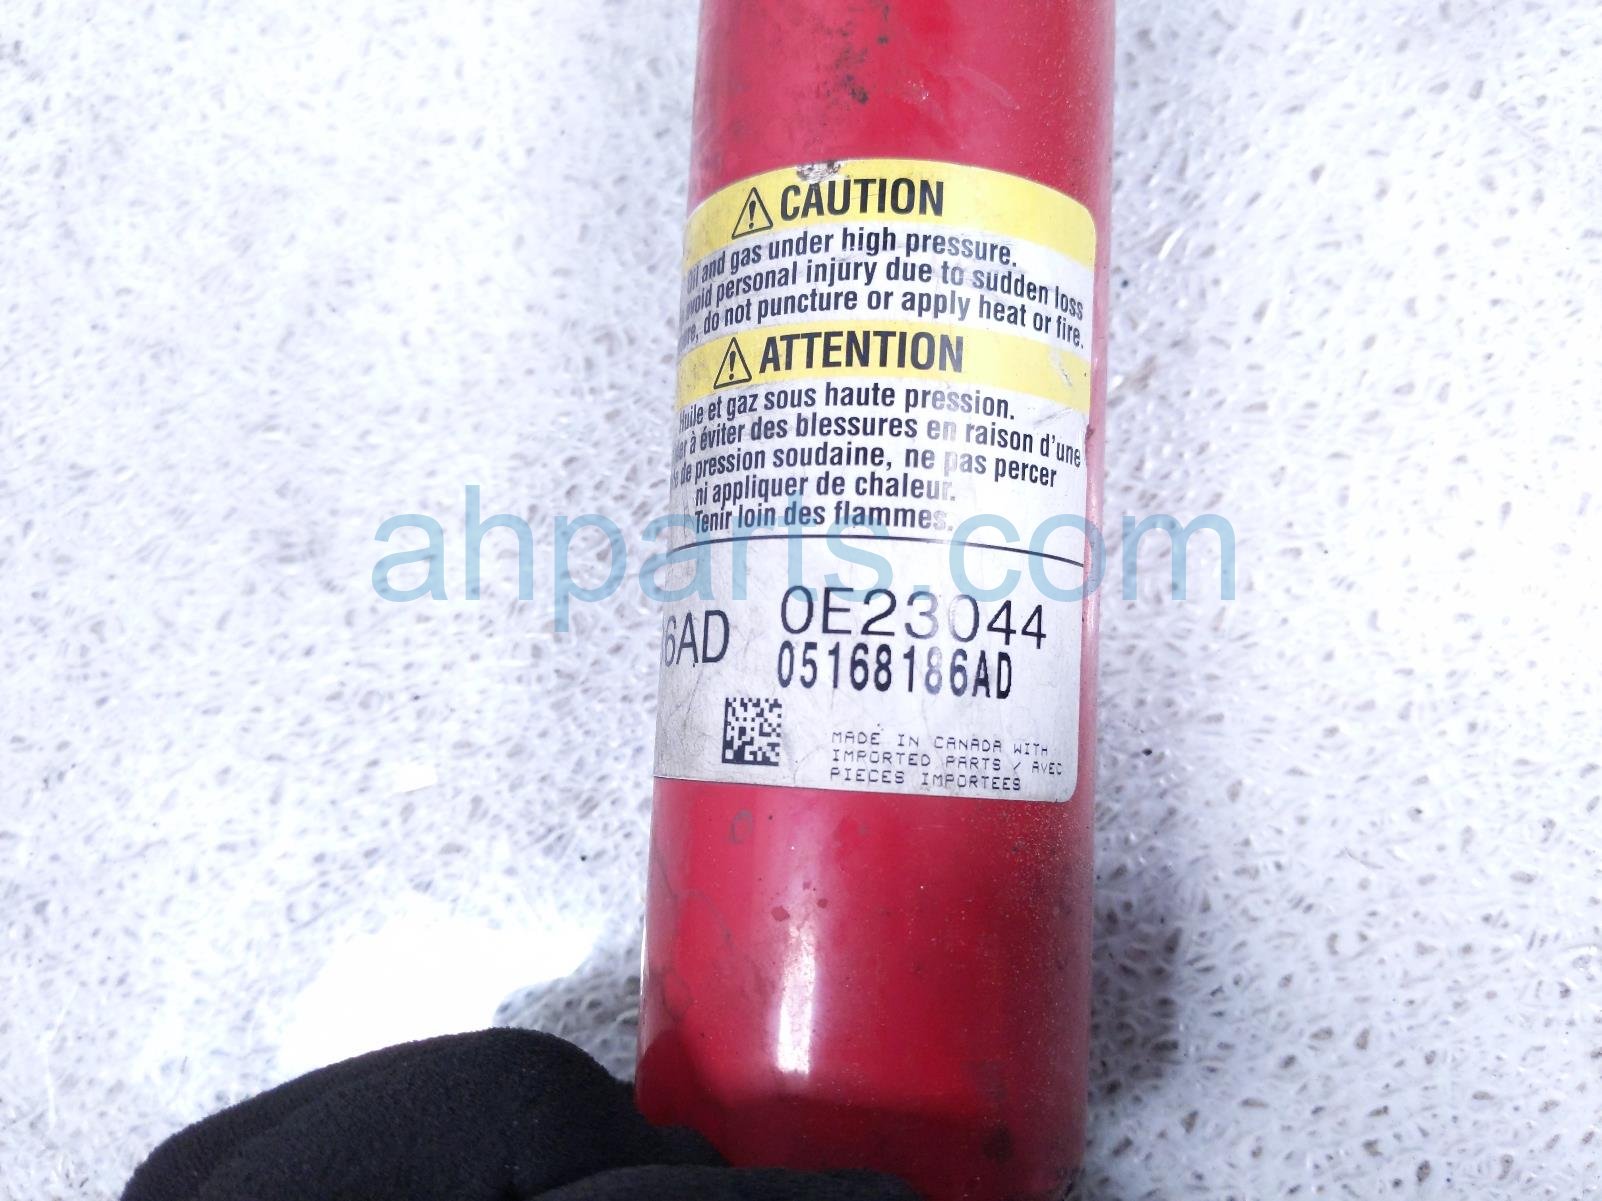 CAUTION
Oil and gas under high pressure.
avoid personal injury due to sudden loss
do not puncture or apply heat or fire.
ATTENTION
Huile et gaz sous haute pression.
à éviter des blessures en raison d'une
de pression soudaine, ne pas percer
ni appliquer de chaleur.
Tenir loin des flammes.
ahparts.com
6AD 0E23044
05168186AD
MADE IN CANADA WITH
IMPORTED PARTS / AVEC
PIECES IMPORTEES